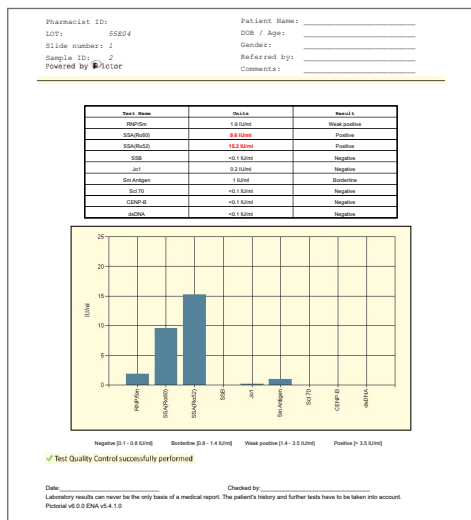 Pharmacist ID:
LOT: 55E04
Slide number: 1
Sample ID: 2
Powered by Pictor
Patient Name:
DOB / Age:
Gender:
Referred by:
Comments:
Test Name Units Result
RNP/Sm 1.9 IU/ml Weak positive
SSA(Ro60) 9.6 IU/ml Positive
SSA(Ro52) 15.2 IU/ml Positive
SSB <0.1 IU/ml Negative
Jo1 0.2 IU/ml Negative
Sm Antigen 1 IU/ml Borderline
Scl 70 <0.1 IU/ml Negative
CENP-B <0.1 IU/ml Negative
dsDNA <0.1 IU/ml Negative
25
20
15
10
5
0
IU/ml
RNP/Sm
SSA(Ro60)
SSA(Ro52)
SSB
Jo1
Sm Antigen
Scl 70
CENP-B
dsDNA
Negative [0.1 - 0.8 IU/ml] Borderline [0.8 - 1.4 IU/ml] Weak positive [1.4 - 3.5 IU/ml] Positive [> 3.5 IU/ml]
Test Quality Control successfully performed
Date: Checked by:
Laboratory results can never be the only basis of a medical report. The patient's history and further tests have to be taken into account.
Pictorial v6.0.0 ENA v5.4.1.0